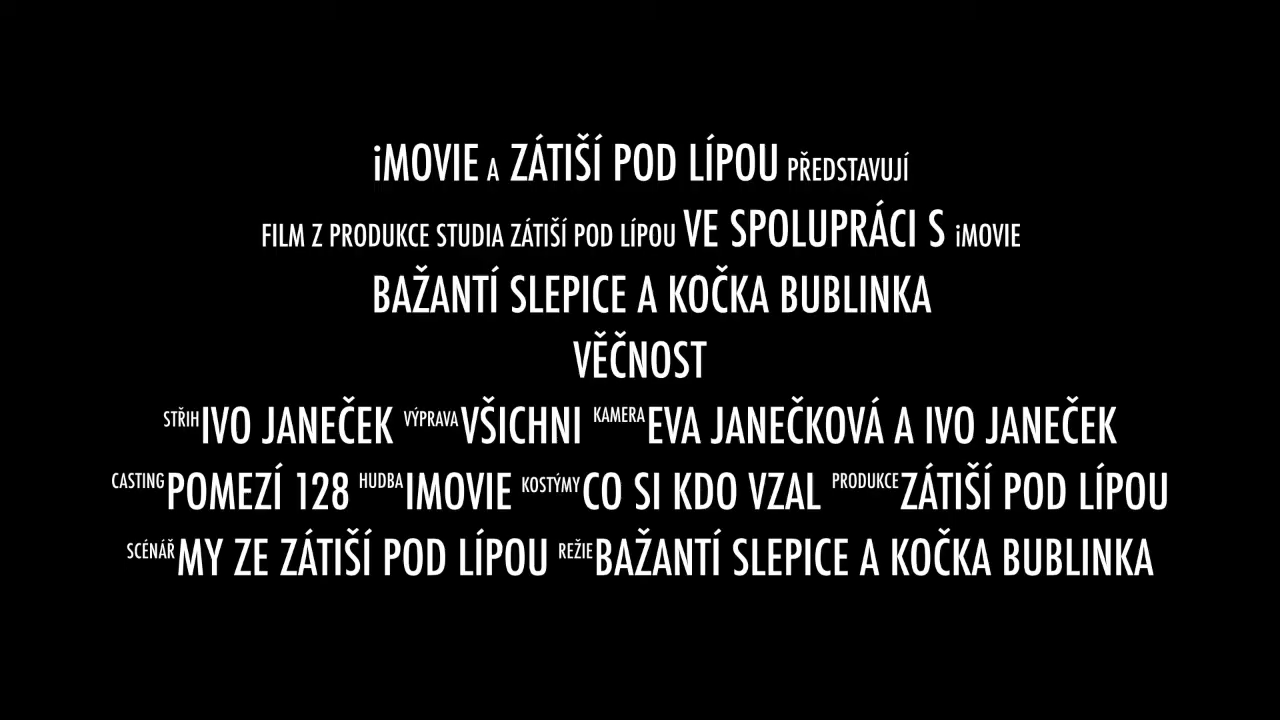 iMOVIE A ZÁTIŠÍ POD LÍPOU PŘEDSTAVUJÍ
FILM Z PRODUKCE STUDIA ZÁTIŠÍ POD LÍPOU VE SPOLUPRÁCI S iMOVIE
BAŽANTÍ SLEPICE A KOČKA BUBLINKA
VĚČNOST
STŘIH IVO JANEČEK VÝPRAVA VŠICHNI KAMERA EVA JANEČKOVÁ A IVO JANEČEK
CASTING POMEZÍ 128 HUDBA IMOVIE KOSTÝMY CO SI KDO VZAL PRODUKCE ZÁTIŠÍ POD LÍPOU
SCÉNÁŘ MY ZE ZÁTIŠÍ POD LÍPOU REŽIE BAŽANTÍ SLEPICE A KOČKA BUBLINKA